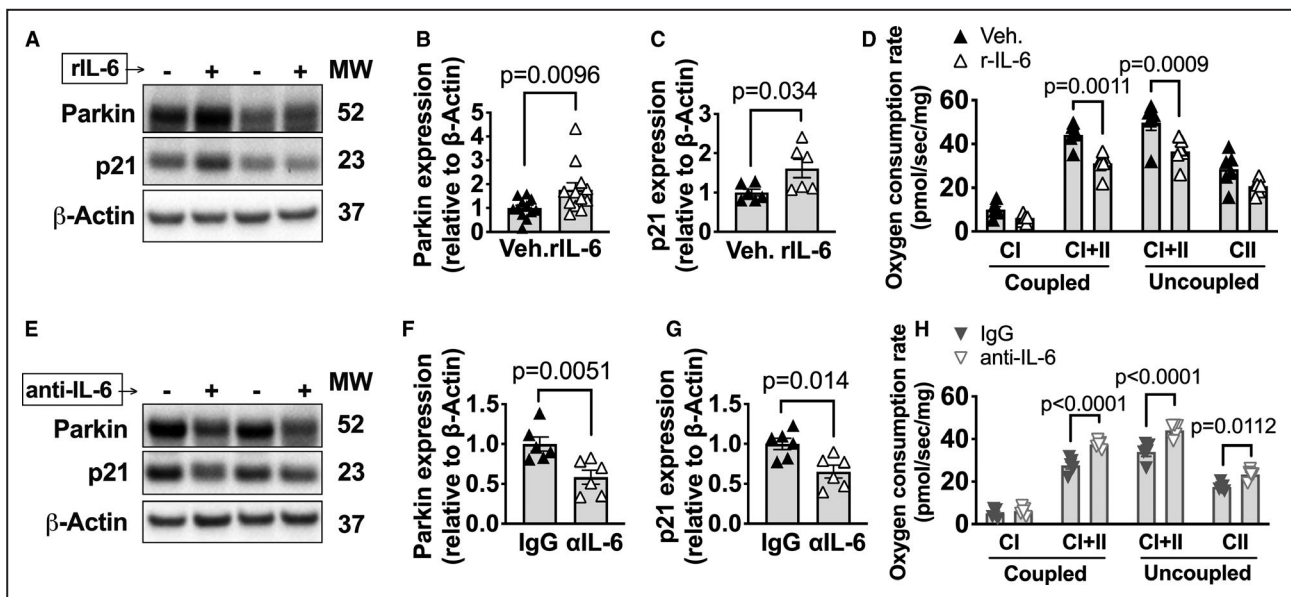 A
rIL-6 → - + - + MW
Parkin 52
p21 23
β-Actin 37
B
p=0.0096
Parkin expression
(relative to β-Actin)
5
4
3
2
1
0
Veh. rIL-6
C
p=0.034
p21 expression
(relative to β-Actin)
3
2
1
0
Veh. rIL-6
D
Veh.
r-IL-6
p=0.0009
p=0.0011
Oxygen consumption rate
(pmol/sec/mg)
60
40
20
0
CI CI+II CI+II CII
Coupled Uncoupled
E
anti-IL-6 → - + - + MW
Parkin 52
p21 23
β-Actin 37
F
p=0.0051
Parkin expression
(relative to β-Actin)
1.5
1.0
0.5
0.0
IgG αIL-6
G
p=0.014
p21 expression
(relative to β-Actin)
1.5
1.0
0.5
0.0
IgG αIL-6
H
IgG
anti-IL-6
p<0.0001
p<0.0001
p=0.0112
Oxygen consumption rate
(pmol/sec/mg)
60
40
20
0
CI CI+II CI+II CII
Coupled Uncoupled